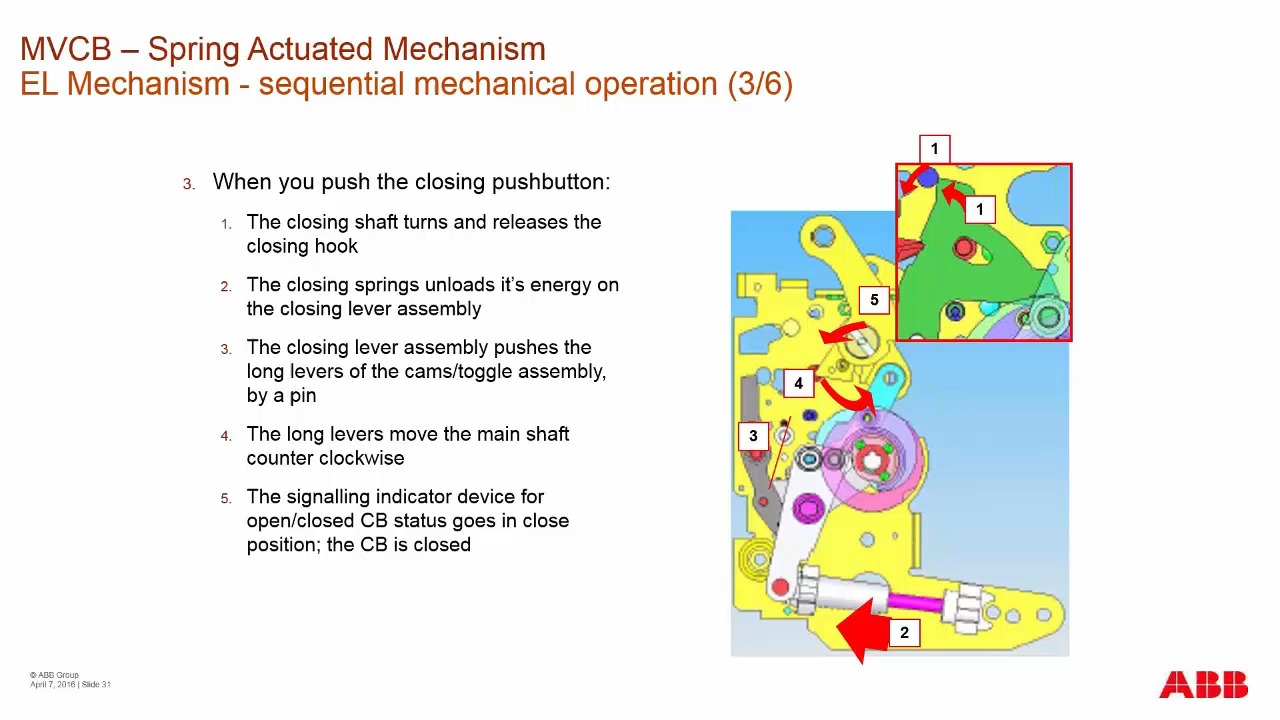 MVCB – Spring Actuated Mechanism
EL Mechanism - sequential mechanical operation (3/6)
3. When you push the closing pushbutton:
1. The closing shaft turns and releases the
closing hook
2. The closing springs unloads it's energy on
the closing lever assembly
3. The closing lever assembly pushes the
long levers of the cams/toggle assembly,
by a pin
4. The long levers move the main shaft
counter clockwise
5. The signalling indicator device for
open/closed CB status goes in close
position; the CB is closed
1
1
5
4
3
2
© ABB Group
April 7, 2016 | Slide 31
ABB